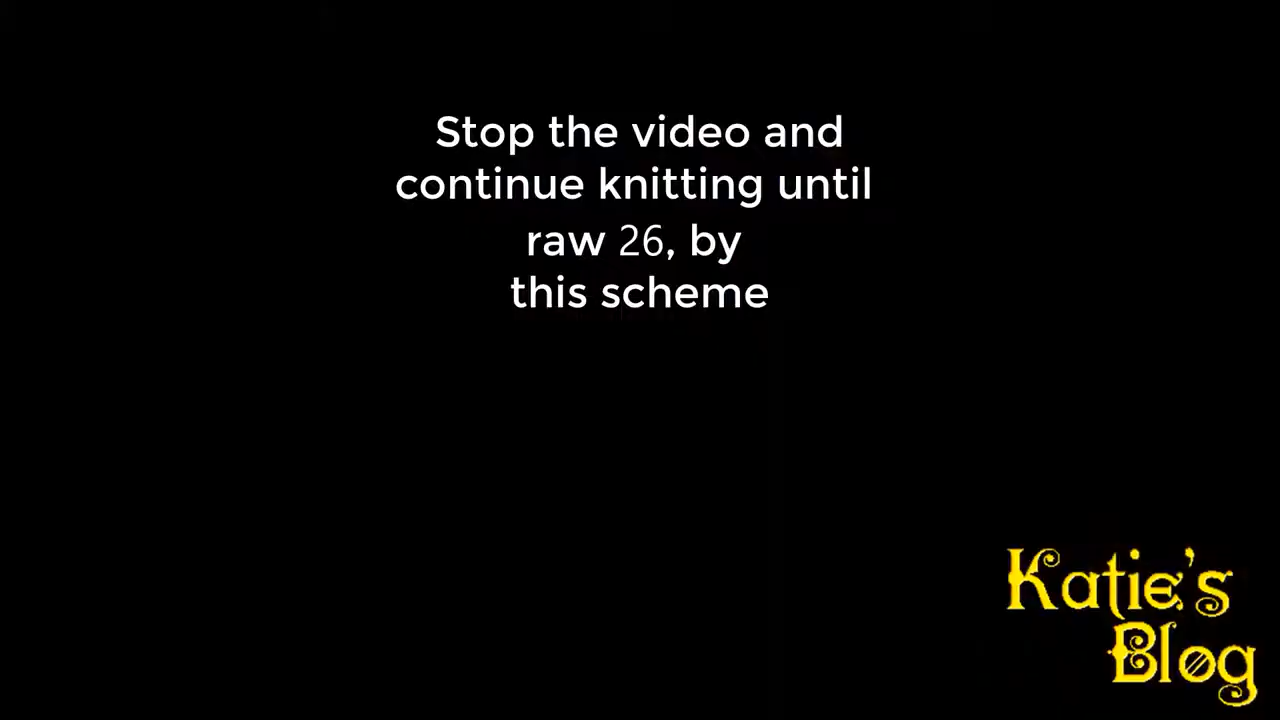 Stop the video and
continue knitting until
raw 26, by
this scheme
Katie's
Blog